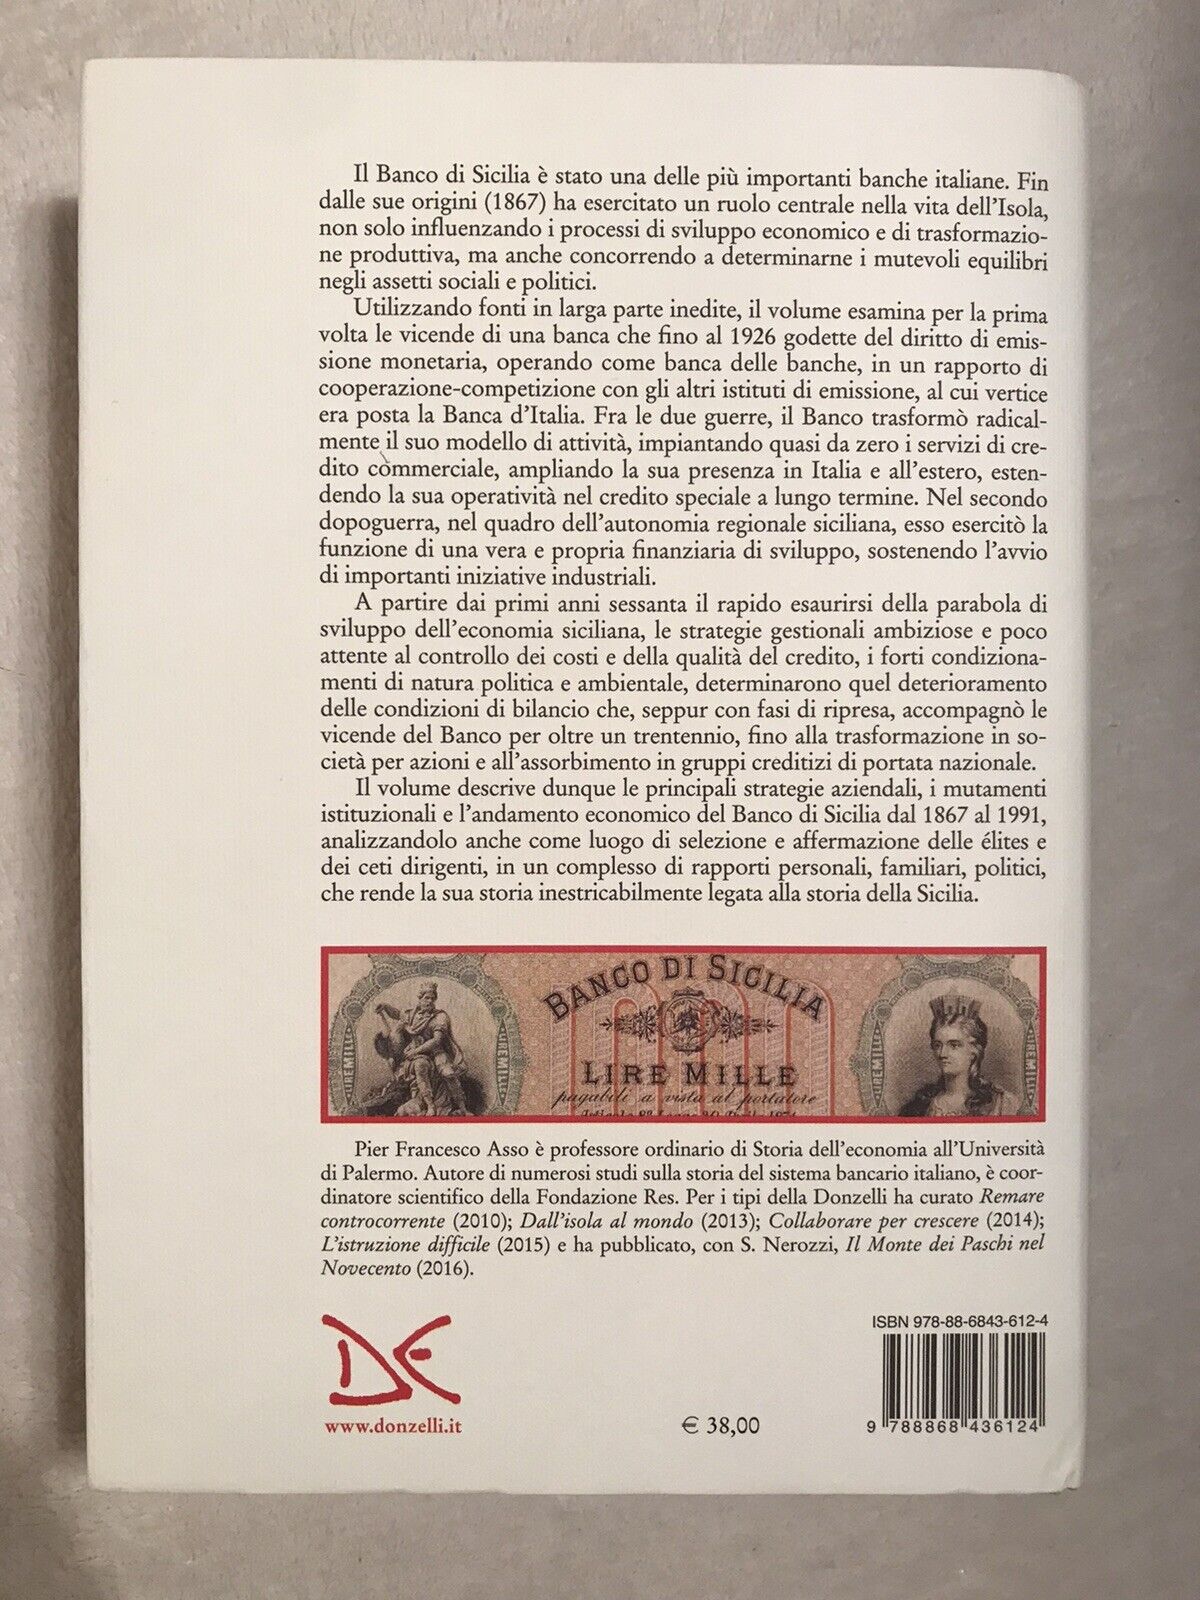 Il Banco di Sicilia è stato una delle più importanti banche italiane. Fin
dalle sue origini (1867) ha esercitato un ruolo centrale nella vita dell'Isola,
non solo influenzando i processi di sviluppo economico e di trasformazio-
ne produttiva, ma anche concorrendo a determinarne i mutevoli equilibri
negli assetti sociali e politici.
Utilizzando fonti in larga parte inedite, il volume esamina per la prima
volta le vicende di una banca che fino al 1926 godette del diritto di emis-
sione monetaria, operando come banca delle banche, in un rapporto di
cooperazione-competizione con gli altri istituti di emissione, al cui vertice
era posta la Banca d'Italia. Fra le due guerre, il Banco trasformò radical-
mente il suo modello di attività, impiantando quasi da zero i servizi di cre-
dito commerciale, ampliando la sua presenza in Italia e all'estero, esten-
dendo la sua operatività nel credito speciale a lungo termine. Nel secondo
dopoguerra, nel quadro dell'autonomia regionale siciliana, esso esercitò la
funzione di una vera e propria finanziaria di sviluppo, sostenendo l'avvio
di importanti iniziative industriali.
A partire dai primi anni sessanta il rapido esaurirsi della parabola di
sviluppo dell'economia siciliana, le strategie gestionali ambiziose e poco
attente al controllo dei costi e della qualità del credito, i forti condiziona-
menti di natura politica e ambientale, determinarono quel deterioramento
delle condizioni di bilancio che, seppur con fasi di ripresa, accompagnò le
vicende del Banco per oltre un trentennio, fino alla trasformazione in so-
cietà per azioni e all'assorbimento in gruppi creditizi di portata nazionale.
Il volume descrive dunque le principali strategie aziendali, i mutamenti
istituzionali e l'andamento economico del Banco di Sicilia dal 1867 al 1991,
analizzandolo anche come luogo di selezione e affermazione delle élites e
dei ceti dirigenti, in un complesso di rapporti personali, familiari, politici,
che rende la sua storia inestricabilmente legata alla storia della Sicilia.
BANCO DI SICILIA
LIRE MILLE
pagabili a vista al portatore
LIRE MILLE
LIRE MILLE
LIRE MILLE
LIRE MILLE
Pier Francesco Asso è professore ordinario di Storia dell'economia all'Università
di Palermo. Autore di numerosi studi sulla storia del sistema bancario italiano, è coor-
dinatore scientifico della Fondazione Res. Per i tipi della Donzelli ha curato Remare
controcorrente (2010); Dall'isola al mondo (2013); Collaborare per crescere (2014);
L'istruzione difficile (2015) e ha pubblicato, con S. Nerozzi, Il Monte dei Paschi nel
Novecento (2016).
DE
www.donzelli.it
€ 38,00
ISBN 978-88-6843-612-4
9 788868 436124